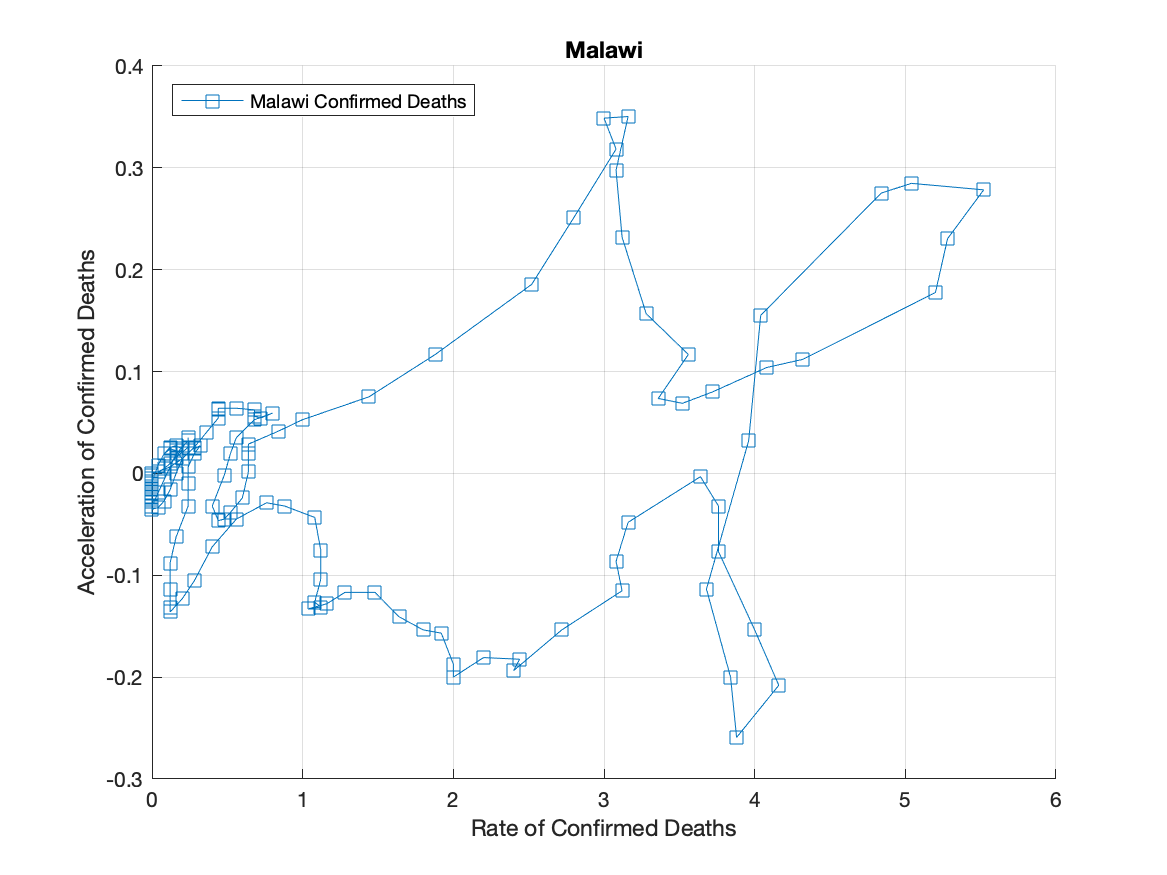 Malawi
0.4
Malawi Confirmed Deaths
0.3
0.2
0.1
0
-0.1
-0.2
-0.3
Acceleration of Confirmed Deaths
0 1 2 3 4 5 6
Rate of Confirmed Deaths